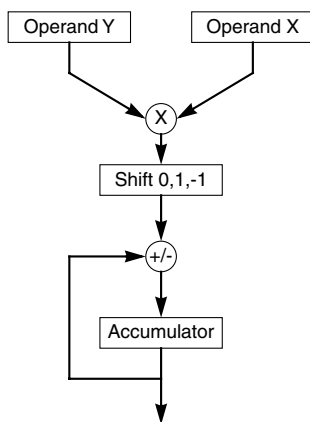 Operand Y
Operand X
X
Shift 0,1,-1
+/-
Accumulator